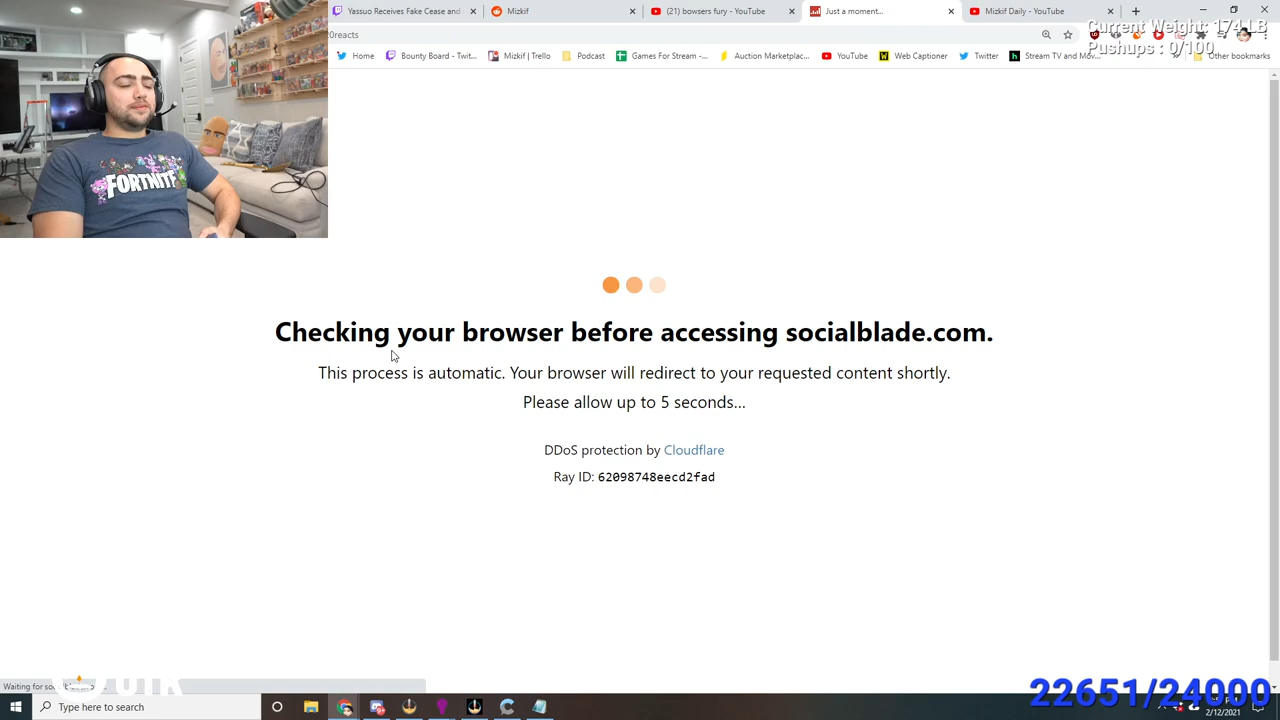 Yassuo Receives Fake Cease and
Mizkif
(21) bowsers fury - YouTube
Just a moment...
Mizkif Daily - YouTube
0reacts
Current Weight: 174 LB
Pushups : 0/100
Home
Bounty Board - Twit...
Mizkif | Trello
Podcast
Games For Stream -...
Auction Marketplac...
YouTube
Web Captioner
Twitter
Stream TV and Mov...
Other bookmarks
FORTNITE
Checking your browser before accessing socialblade.com.
This process is automatic. Your browser will redirect to your requested content shortly.
Please allow up to 5 seconds...
DDoS protection by Cloudflare
Ray ID: 62098748eecd2fad
Waiting for
Type here to search
22651/24000
2/12/2021